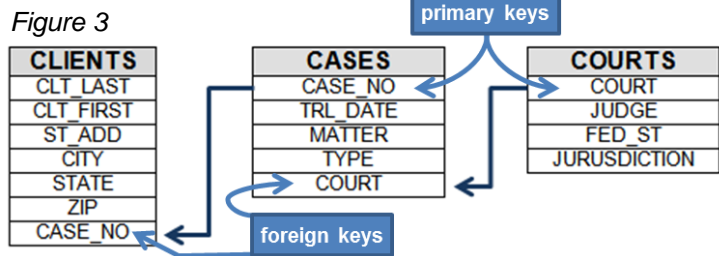 primary keys
Figure 3
CLIENTS
CLT_LAST
CLT_FIRST
ST_ADD
CITY
STATE
ZIP
CASE_NO
CASES
CASE_NO
TRL_DATE
MATTER
TYPE
COURT
COURTS
COURT
JUDGE
FED_ST
JURUSDICTION
foreign keys